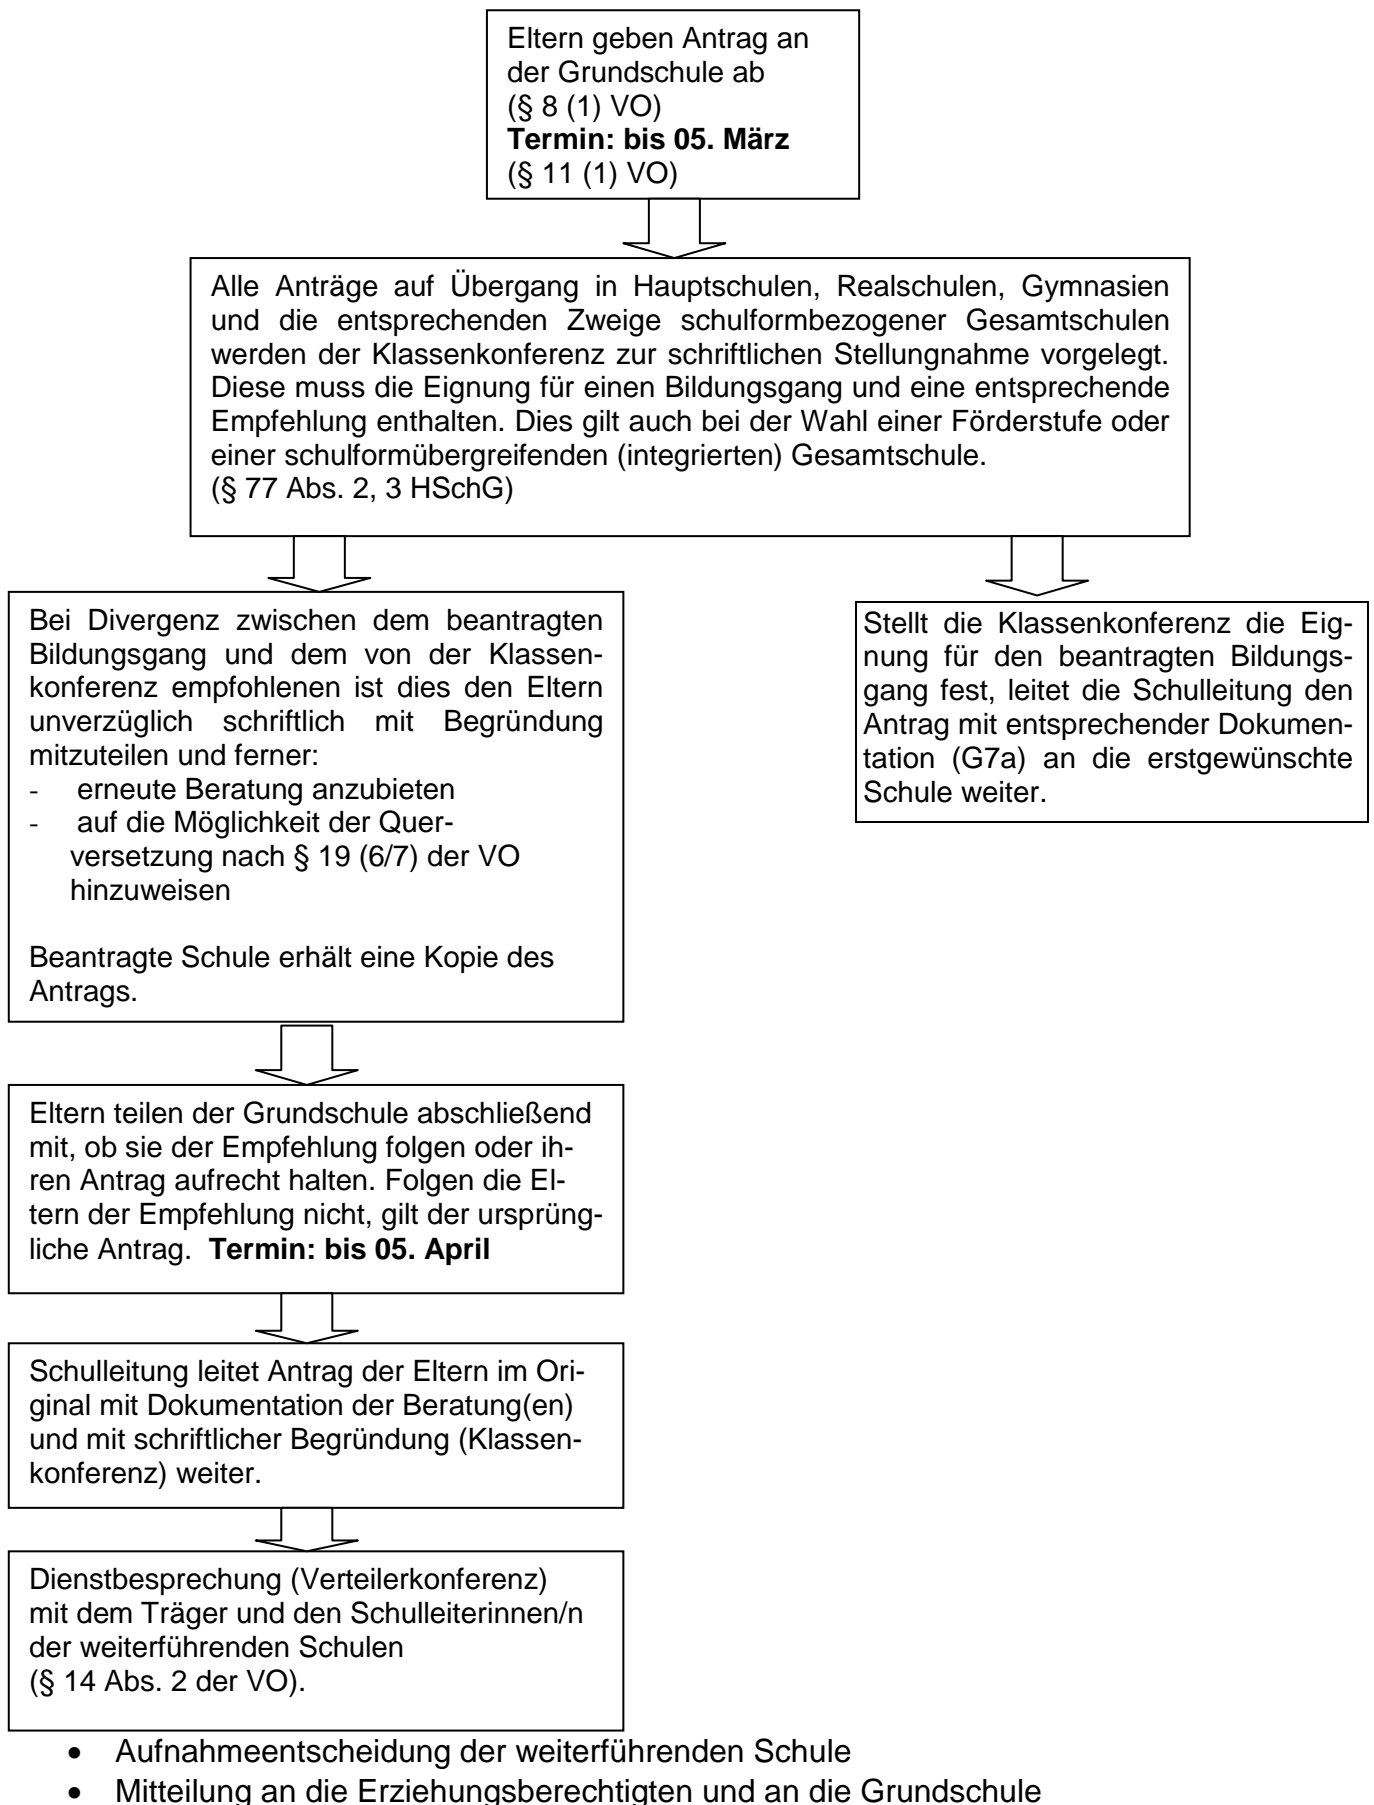 Eltern geben Antrag an
der Grundschule ab
(§ 8 (1) VO)
Termin: bis 05. März
(§ 11 (1) VO)
Alle Anträge auf Übergang in Hauptschulen, Realschulen, Gymnasien
und die entsprechenden Zweige schulformbezogener Gesamtschulen
werden der Klassenkonferenz zur schriftlichen Stellungnahme vorgelegt.
Diese muss die Eignung für einen Bildungsgang und eine entsprechende
Empfehlung enthalten. Dies gilt auch bei der Wahl einer Förderstufe oder
einer schulformübergreifenden (integrierten) Gesamtschule.
(§ 77 Abs. 2, 3 HSchG)
Bei Divergenz zwischen dem beantragten
Bildungsgang und dem von der Klassen-
konferenz empfohlenen ist dies den Eltern
unverzüglich schriftlich mit Begründung
mitzuteilen und ferner:
- erneute Beratung anzubieten
- auf die Möglichkeit der Quer-
versetzung nach § 19 (6/7) der VO
hinzuweisen
Beantragte Schule erhält eine Kopie des
Antrags.
Stellt die Klassenkonferenz die Eig-
nung für den beantragten Bildungs-
gang fest, leitet die Schulleitung den
Antrag mit entsprechender Dokumen-
tation (G7a) an die erstgewünschte
Schule weiter.
Eltern teilen der Grundschule abschließend
mit, ob sie der Empfehlung folgen oder ih-
ren Antrag aufrecht halten. Folgen die El-
tern der Empfehlung nicht, gilt der ursprüng-
liche Antrag. Termin: bis 05. April
Schulleitung leitet Antrag der Eltern im Ori-
ginal mit Dokumentation der Beratung(en)
und mit schriftlicher Begründung (Klassen-
konferenz) weiter.
Dienstbesprechung (Verteilerkonferenz)
mit dem Träger und den Schulleiterinnen/n
der weiterführenden Schulen
(§ 14 Abs. 2 der VO).
• Aufnahmeentscheidung der weiterführenden Schule
• Mitteilung an die Erziehungsberechtigten und an die Grundschule